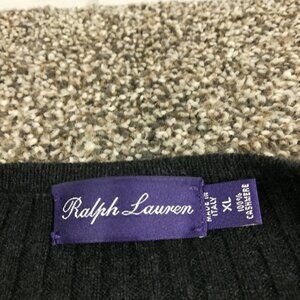 Ralph Lauren
MADE IN
ITALY
XL
100%
CASHMERE